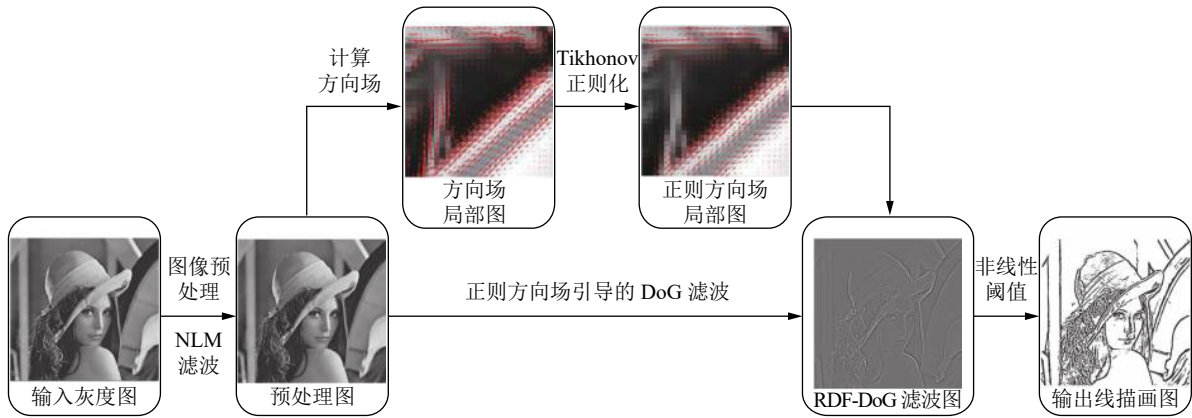 计算
方向场
Tikhonov
正则化
方向场
局部图
正则方向场
局部图
图像预
处理
NLM
滤波
正则方向场引导的 DoG 滤波
非线性
阈值
输入灰度图
预处理图
RDF-DoG 滤波图
输出线描画图